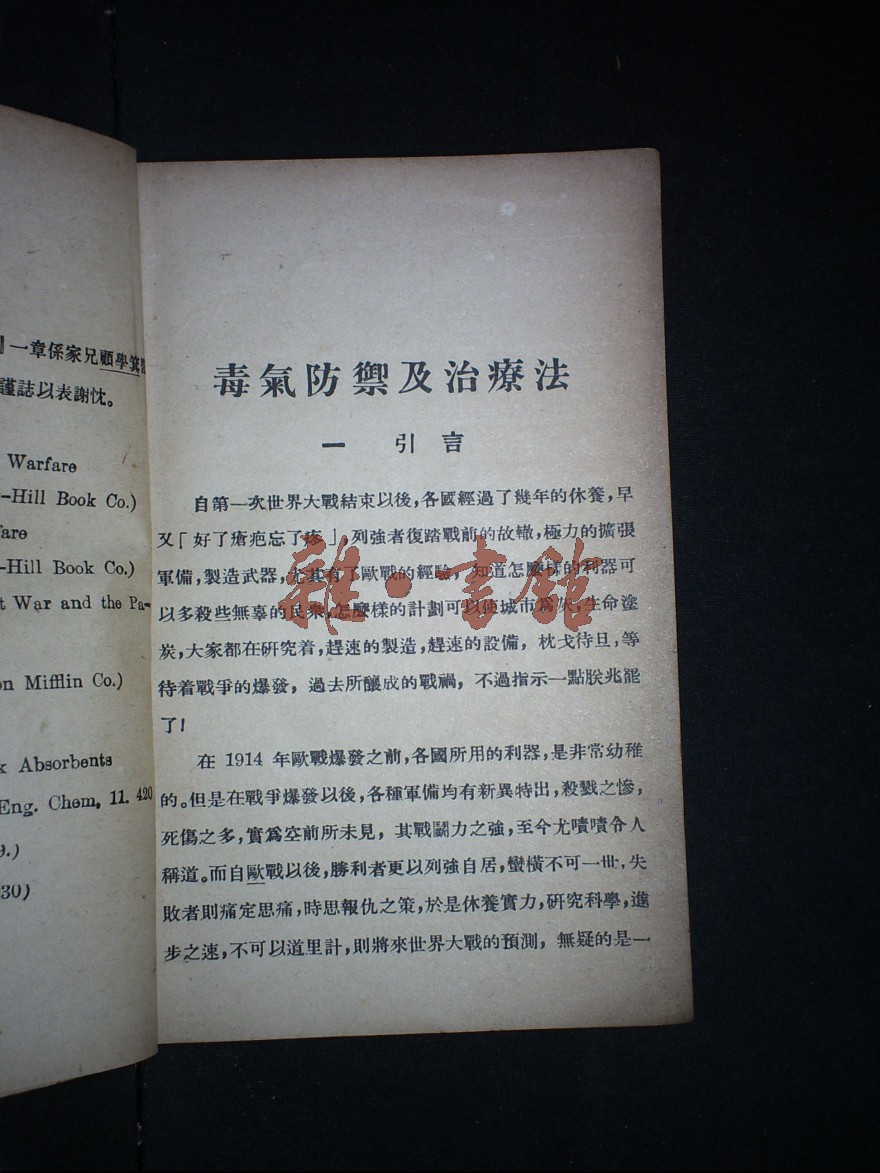 一章係家兄顧學箕
謹誌以表謝忱。
Warfare
-Hill Book Co.)
fare
-Hill Book Co.)
t War and the Pa-
on Mifflin Co.)
x Absorbents
Eng. Chem, 11. 420
9.)
30)
毒氣防禦及治療法
一 引言
自第一次世界大戰結束以後,各國經過了幾年的休養,早
又「好了瘡疤忘了疼」,列強者復踏戰前的故轍,極力的擴張
軍備,製造武器,尤其有了歐戰的經驗,知道怎麼樣的利器可
以多殺些無辜的民衆,怎麼樣的計劃可以使城市爲灰,生命塗
炭,大家都在研究着,趕速的製造,趕速的設備,枕戈待旦,等
待着戰爭的爆發,過去所釀成的戰禍,不過指示一點朕兆罷
了!
在 1914 年歐戰爆發之前,各國所用的利器,是非常幼稚
的。但是在戰爭爆發以後,各種軍備均有新異特出,殺戮之慘,
死傷之多,實爲空前所未見,其戰鬭力之強,至今尤嘖嘖令人
稱道。而自歐戰以後,勝利者更以列強自居,蠻橫不可一世,失
敗者則痛定思痛,時思報仇之策,於是休養實力,研究科學,進
步之速,不可以道里計,則將來世界大戰的預測,無疑的是一
雜·書館